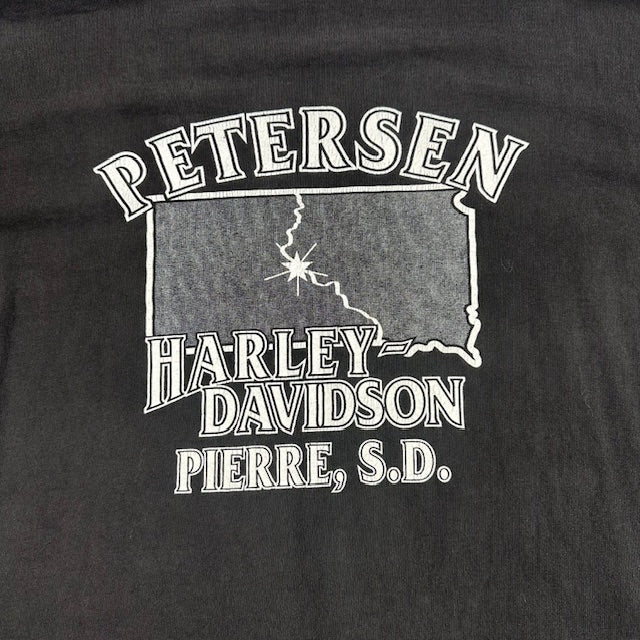 PETERSEN
HARLEY-
DAVIDSON
PIERRE, S.D.